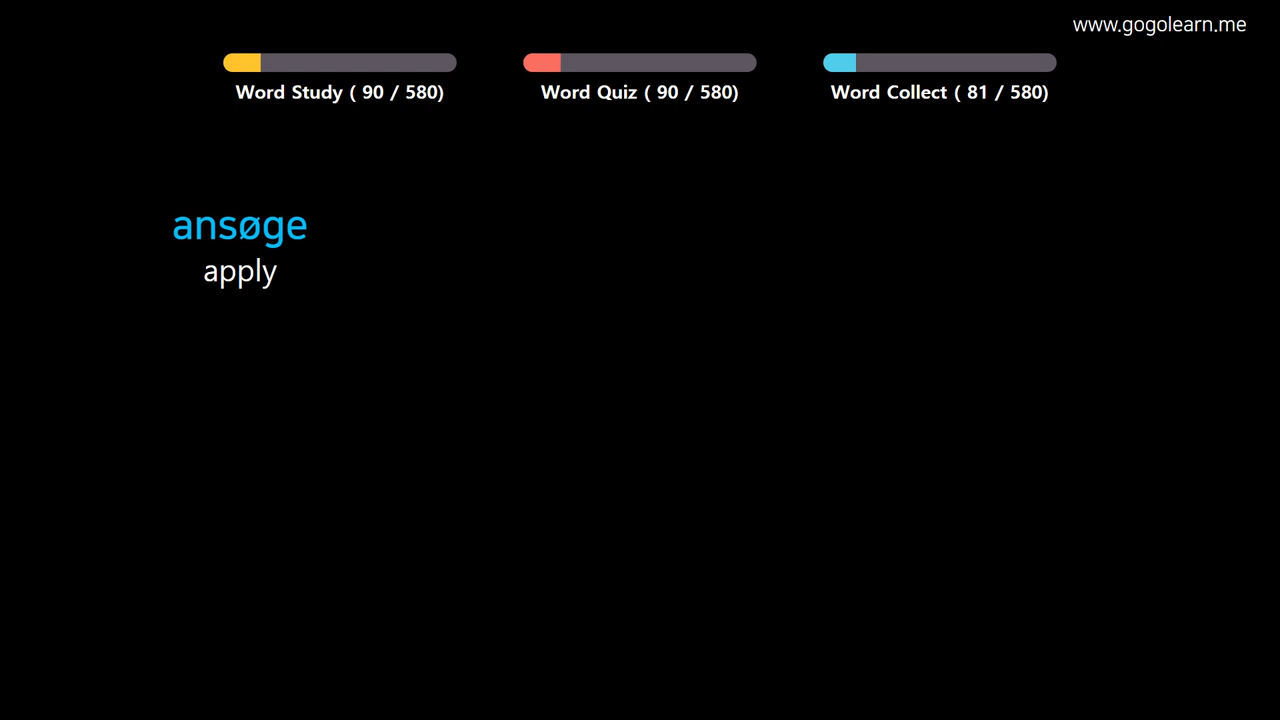 www.gogolearn.me
Word Study ( 90 / 580)
Word Quiz ( 90 / 580)
Word Collect ( 81 / 580)
ansøge
apply